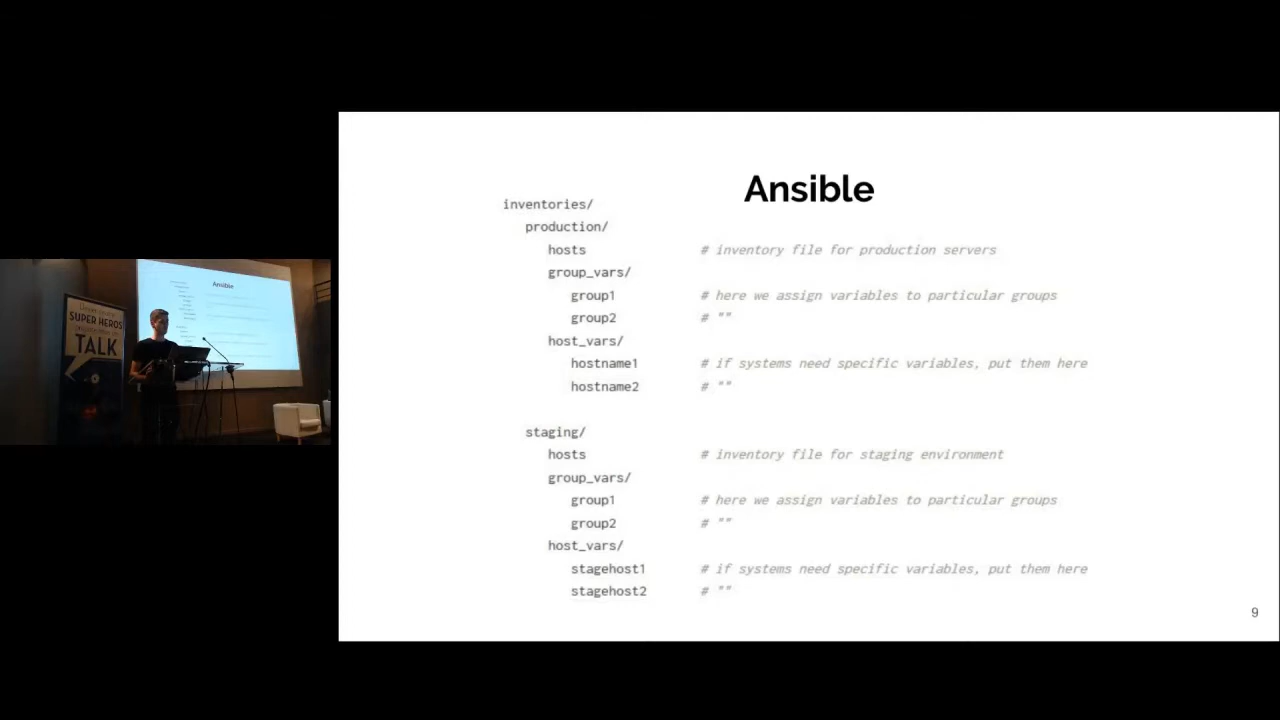 Ansible
inventories/
production/
hosts # inventory file for production servers
group_vars/
group1 # here we assign variables to particular groups
group2 # ""
host_vars/
hostname1 # if systems need specific variables, put them here
hostname2 # ""
staging/
hosts # inventory file for staging environment
group_vars/
group1 # here we assign variables to particular groups
group2 # ""
host_vars/
stagehost1 # if systems need specific variables, put them here
stagehost2 # ""
9
Ansible
SUPER HEROS
TALK